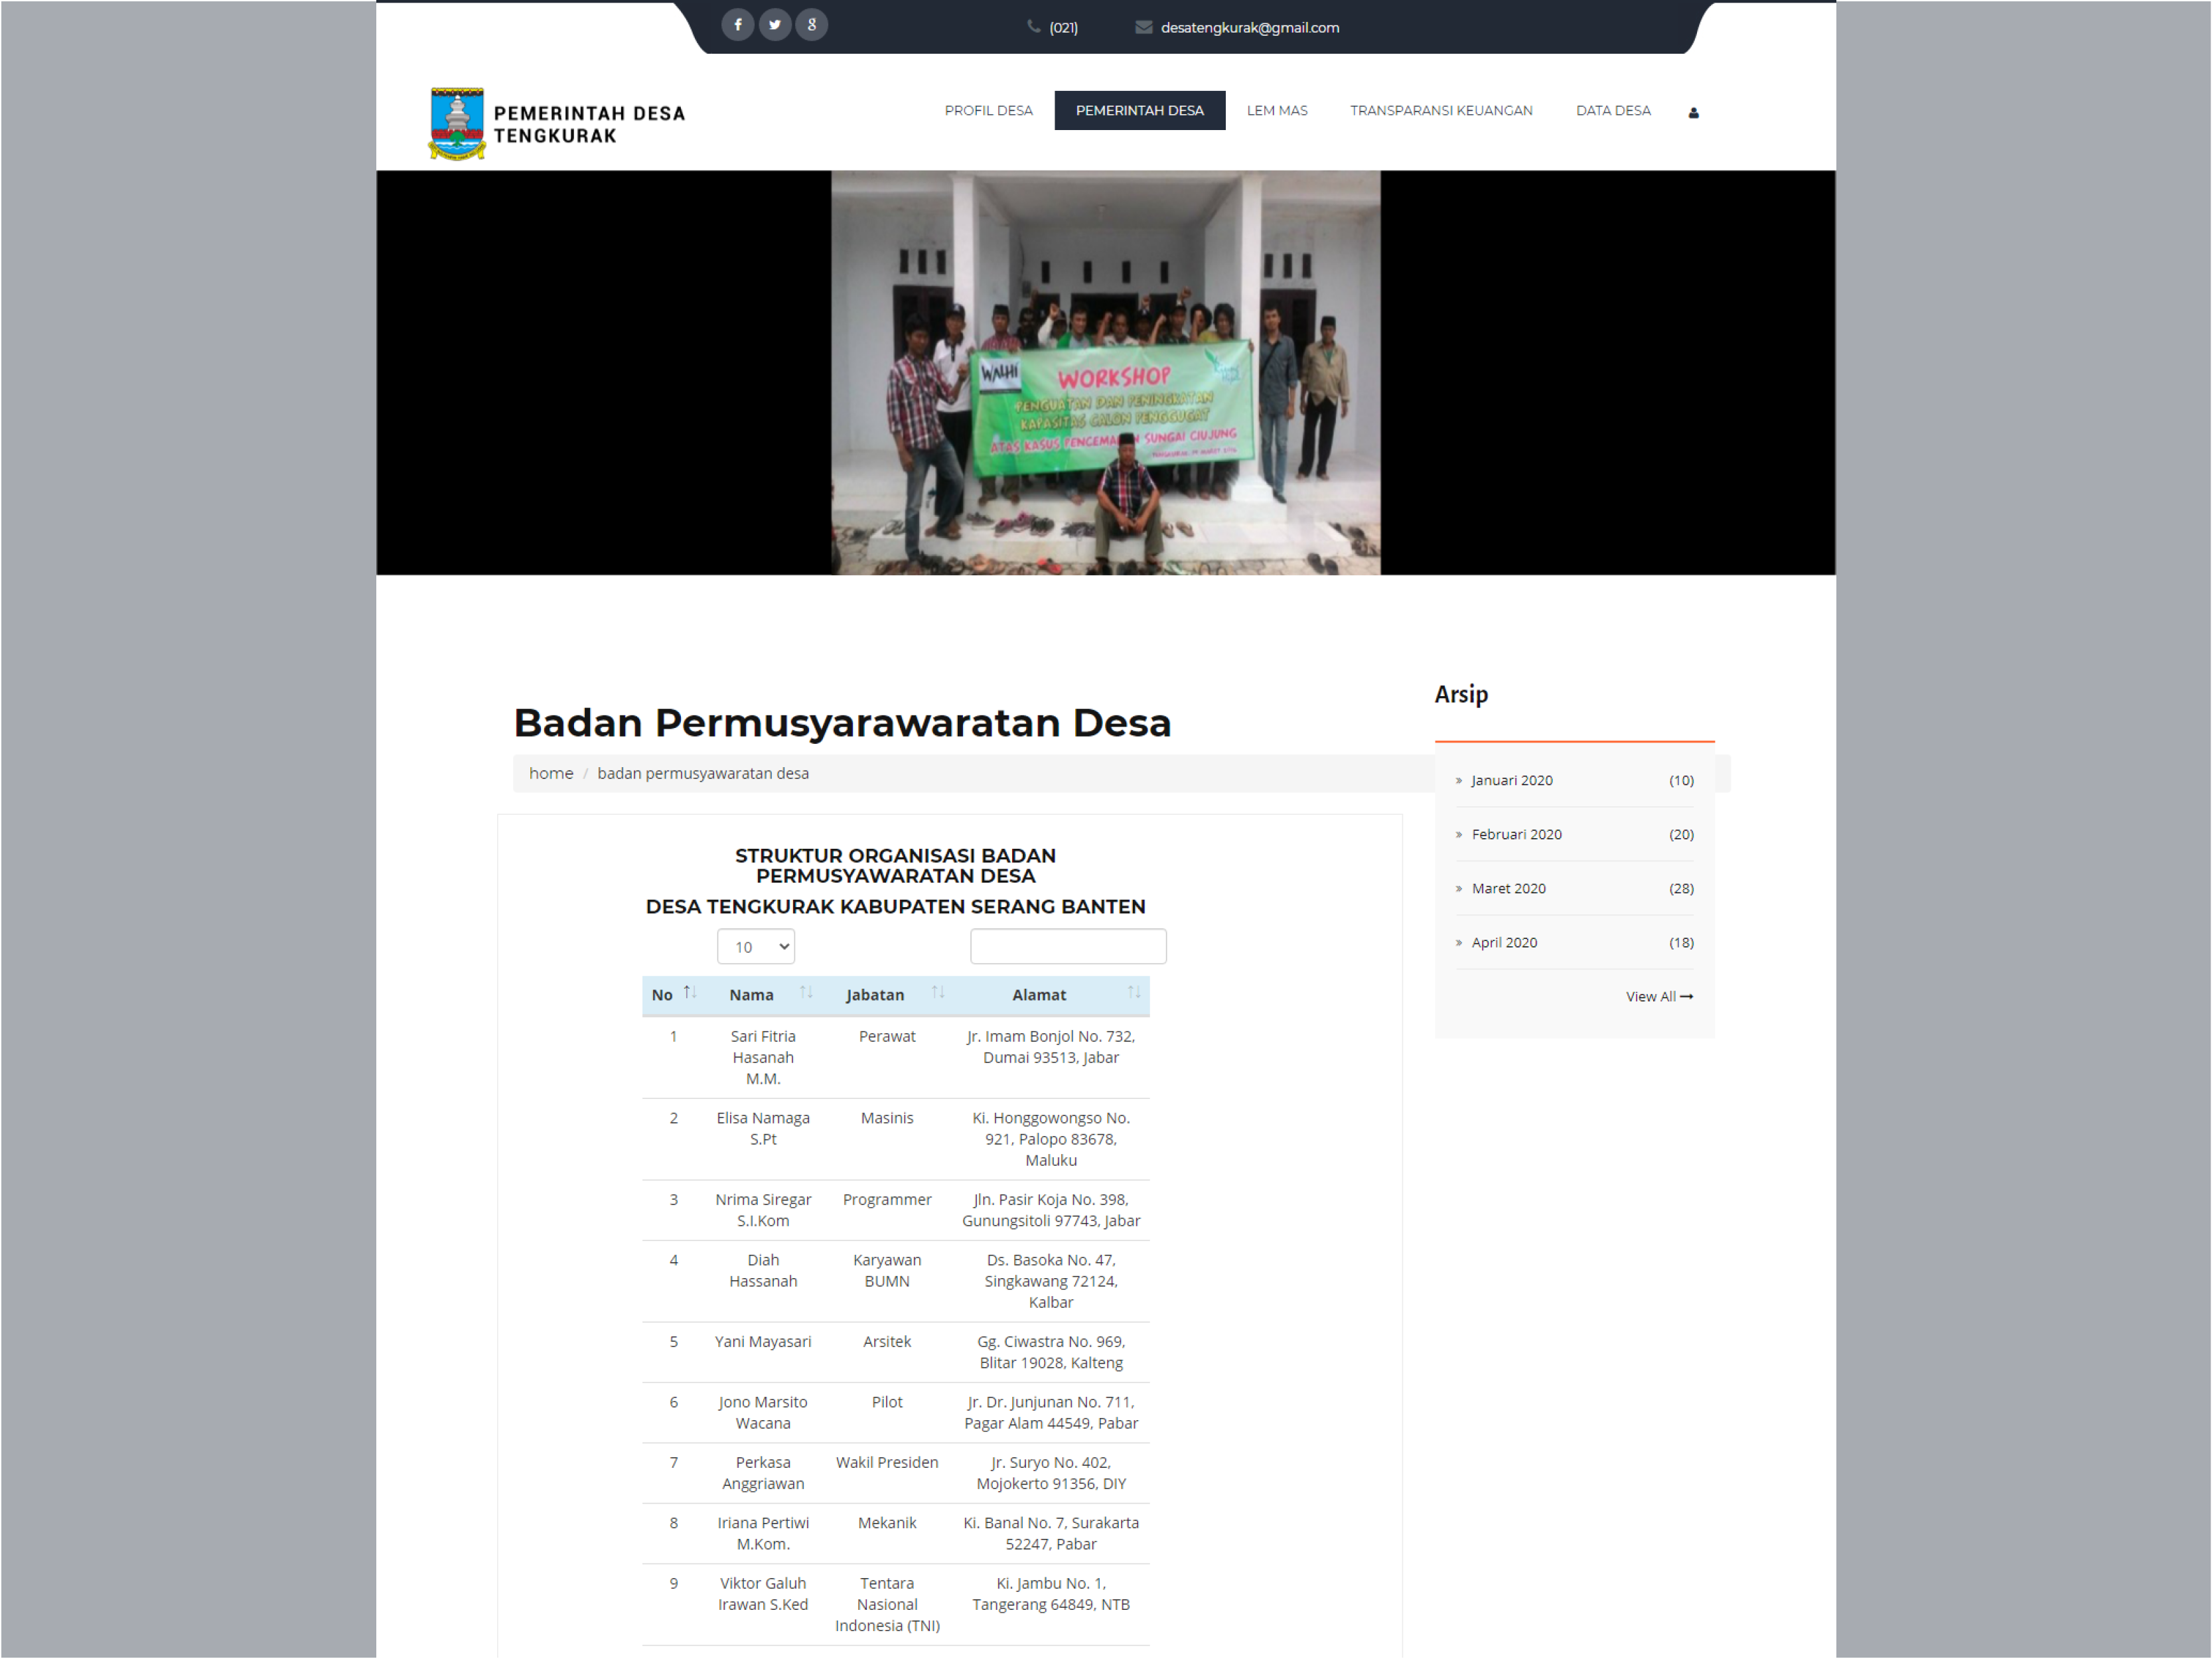 (021) desatengkurak@gmail.com
PEMERINTAH DESA
TENGKURAK
PROFIL DESA PEMERINTAH DESA LEM MAS TRANSPARANSI KEUANGAN DATA DESA
WALHI
WORKSHOP
PENGUATAN DAN PENINGKATAN
KAPASITAS CALON PENGGUGAT
ATAS KASUS SUNGAI CIUJUNG
Badan Permusyarawaratan Desa
home / badan permusyawaratan desa
STRUKTUR ORGANISASI BADAN
PERMUSYAWARATAN DESA
DESA TENGKURAK KABUPATEN SERANG BANTEN
10
No Nama Jabatan Alamat
1 Sari Fitria Perawat Jr. Imam Bonjol No. 732,
Hasanah Dumai 93513, Jabar
M.M.
2 Elisa Namaga Masinis Ki. Honggowongso No.
S.Pt 921, Palopo 83678,
Maluku
3 Nrima Siregar Programmer Jln. Pasir Koja No. 398,
S.I.Kom Gunungsitoli 97743, Jabar
4 Diah Karyawan Ds. Basoka No. 47,
Hassanah BUMN Singkawang 72124,
Kalbar
5 Yani Mayasari Arsitek Gg. Ciwastra No. 969,
Blitar 19028, Kalteng
6 Jono Marsito Pilot Jr. Dr. Junjunan No. 711,
Wacana Pagar Alam 44549, Pabar
7 Perkasa Wakil Presiden Jr. Suryo No. 402,
Anggriawan Mojokerto 91356, DIY
8 Iriana Pertiwi Mekanik Ki. Banal No. 7, Surakarta
M.Kom. 52247, Pabar
9 Viktor Galuh Tentara Ki. Jambu No. 1,
Irawan S.Ked Nasional Tangerang 64849, NTB
Indonesia (TNI)
Arsip
» Januari 2020 (10)
» Februari 2020 (20)
» Maret 2020 (28)
» April 2020 (18)
View All →